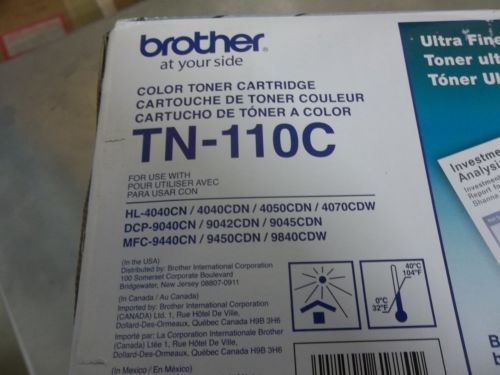 brother
at your side
COLOR TONER CARTRIDGE
CARTOUCHE DE TONER COULEUR
CARTUCHO DE TÓNER A COLOR
TN-110C
FOR USE WITH
POUR UTILISER AVEC
PARA USAR CON
HL-4040CN / 4040CDN / 4050CDN / 4070CDW
DCP-9040CN / 9042CDN / 9045CDN
MFC-9440CN / 9450CDN / 9840CDW
(In the USA)
Distributed by: Brother International Corporation
100 Somerset Corporate Boulevard
Bridgewater, New Jersey 08807-0911
(In Canada / Au Canada)
Imported by: Brother International Corporation
(CANADA) Ltd. 1, Rue Hôtel De Ville,
Dollard-Des-Ormeaux, Québec Canada H9B 3H6
Importé par: La Corporation Internationale Brother
(Canada) Ltée 1, Rue Hôtel De Ville,
Dollard-Des-Ormeaux, Québec Canada H9B 3H6
(In Mexico / En México)
40°C
104°F
0°C
32°F
Ultra Fine
Toner ult
Tóner Ul
Investment
Analysis
Investment
Report